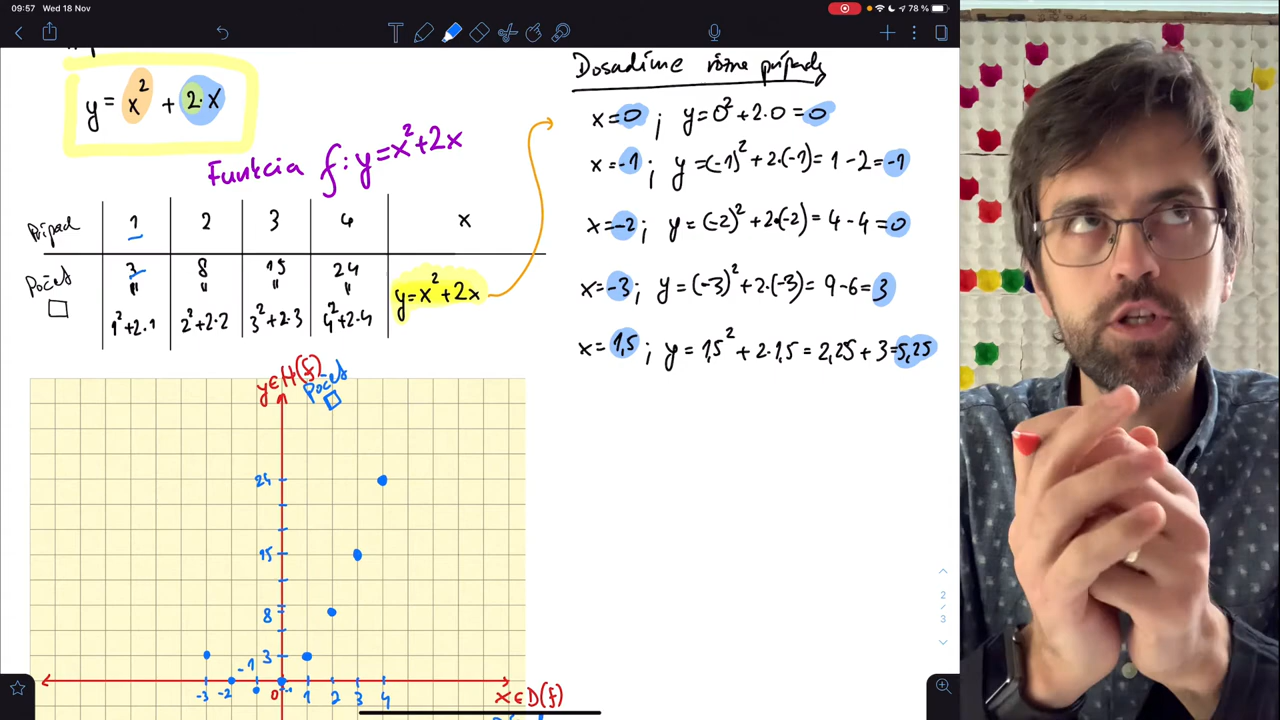 09:57 Wed 18 Nov
78 %
y = x² + 2·x
Funkcia f: y=x²+2x
Prípad 1 2 3 4 x
Počet □ 3 8 15 24 y=x²+2x
" " " "
1²+2·1 2²+2·2 3²+2·3 4²+2·4
Dosadíme rôzne prípady
x=0 ; y=0²+2·0=0
x=-1 ; y=(-1)²+2·(-1)=1-2=-1
x=-2 ; y=(-2)²+2·(-2)=4-4=0
x=-3 ; y=(-3)²+2·(-3)=9-6=3
x=1,5 ; y=1,5²+2·1,5=2,25+3=5,25
y∈H(f)
Počet □
24
15
8
3
-1
-3 -2 0 1 2 3 4
x∈D(f)
2
/
3